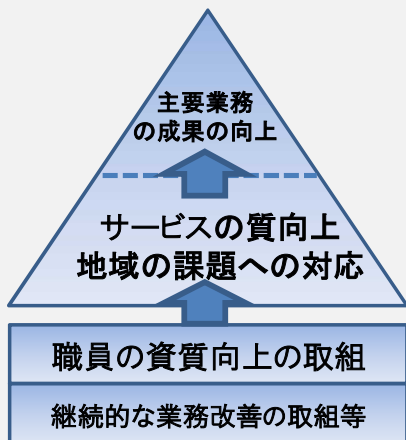 主要業務
の成果の向上
サービスの質向上
地域の課題への対応
職員の資質向上の取組
継続的な業務改善の取組等